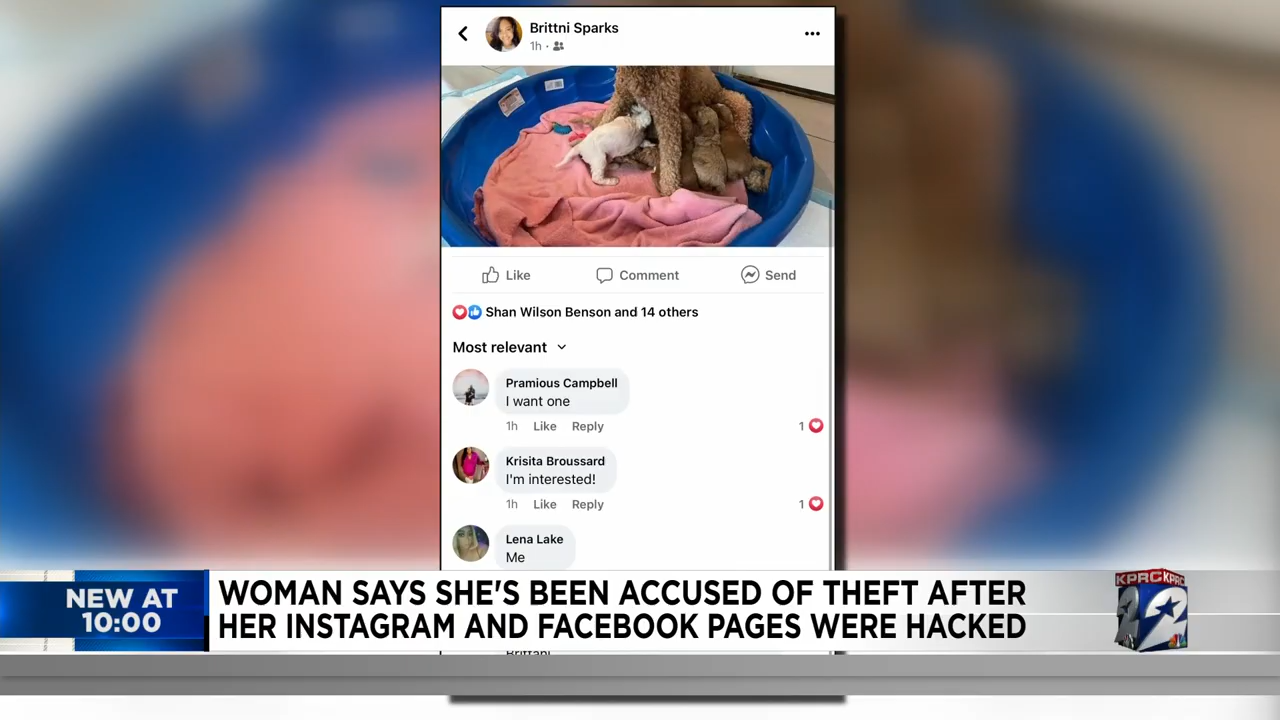 Brittni Sparks
1h
Like
Comment
Send
Shan Wilson Benson and 14 others
Most relevant
Pramious Campbell
I want one
1h Like Reply
1
Krisita Broussard
I'm interested!
1h Like Reply
1
Lena Lake
Me
NEW AT
10:00
WOMAN SAYS SHE'S BEEN ACCUSED OF THEFT AFTER
HER INSTAGRAM AND FACEBOOK PAGES WERE HACKED
KPRC KPRC
2 2